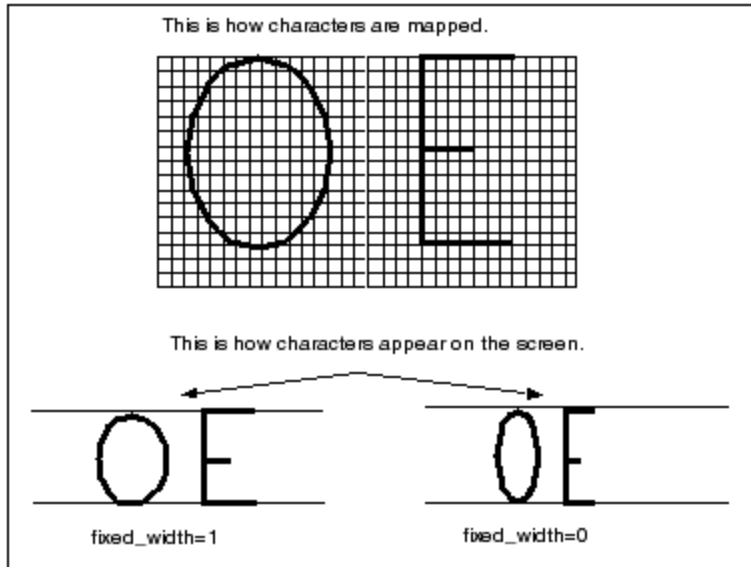 This is how characters are mapped.
O E
This is how characters appear on the screen.
O E O E
fixed_width=1 fixed_width=0